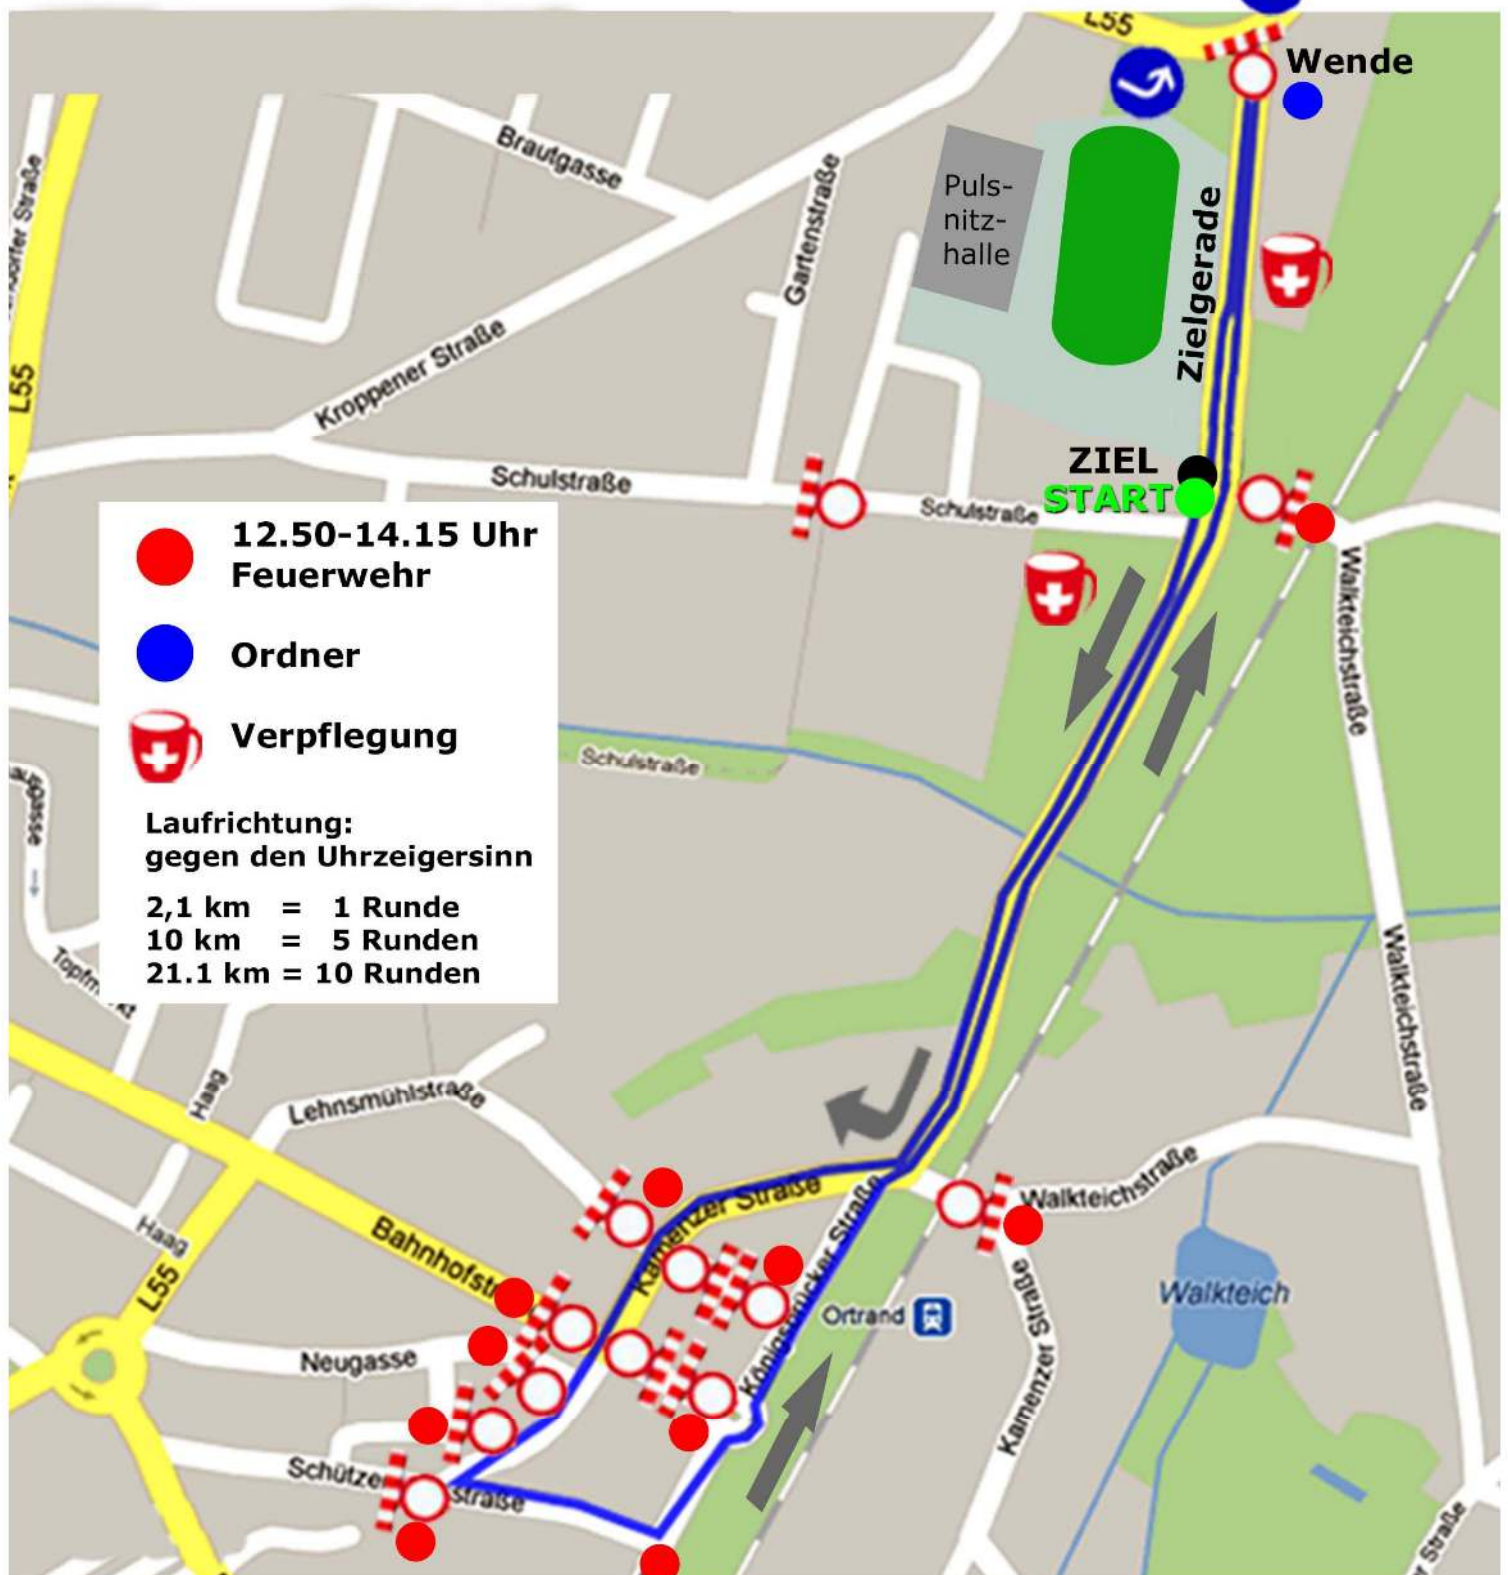 L55
Wende
Brautgasse
Puls-
nitz-
halle
Gartenstraße
Zielgerade
L55
Kroppener Straße
ZIEL
START
Schulstraße
Schulstraße
12.50-14.15 Uhr
Feuerwehr
Ordner
Verpflegung
Laufrichtung:
gegen den Uhrzeigersinn
2,1 km = 1 Runde
10 km = 5 Runden
21.1 km = 10 Runden
Schulstraße
Walkteichstraße
Walkteichstraße
Haag
Lehnsmühlstraße
Haag
L55
Bahnhofstr
Kamenzer Straße
Königsbrücker Straße
Walkteichstraße
Ortrand
Walkteich
Kamenzer Straße
Neugasse
Schütze
straße
Straße